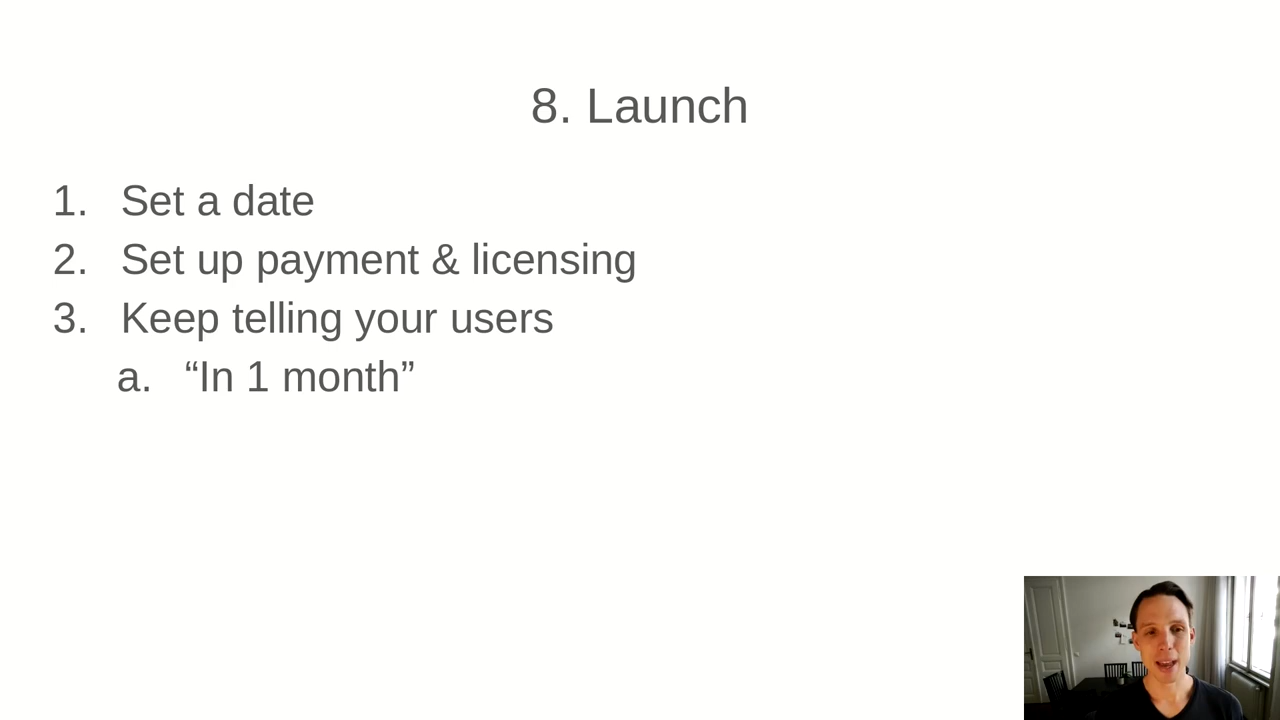 8. Launch
1. Set a date
2. Set up payment & licensing
3. Keep telling your users
a. “In 1 month”